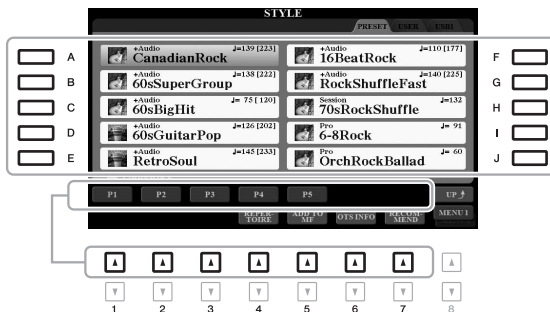 STYLE
PRESET USER USB1
A
+Audio ♩=139 [223]
CanadianRock
+Audio ♩=110 [177]
16BeatRock
F
B
+Audio ♩=138 [222]
60sSuperGroup
+Audio ♩=140 [225]
RockShuffleFast
G
C
+Audio ♩= 75 [120]
60sBigHit
Session ♩=132
70sRockShuffle
H
D
+Audio ♩=126 [202]
60sGuitarPop
Pro ♩= 91
6-8Rock
I
E
+Audio ♩=145 [233]
RetroSoul
Pro ♩= 60
OrchRockBallad
J
P1 P2 P3 P4 P5 UP
REPER-
TOIRE
ADD TO
MF
OTS INFO
RECOM-
MEND
MENU 1
1 2 3 4 5 6 7 8